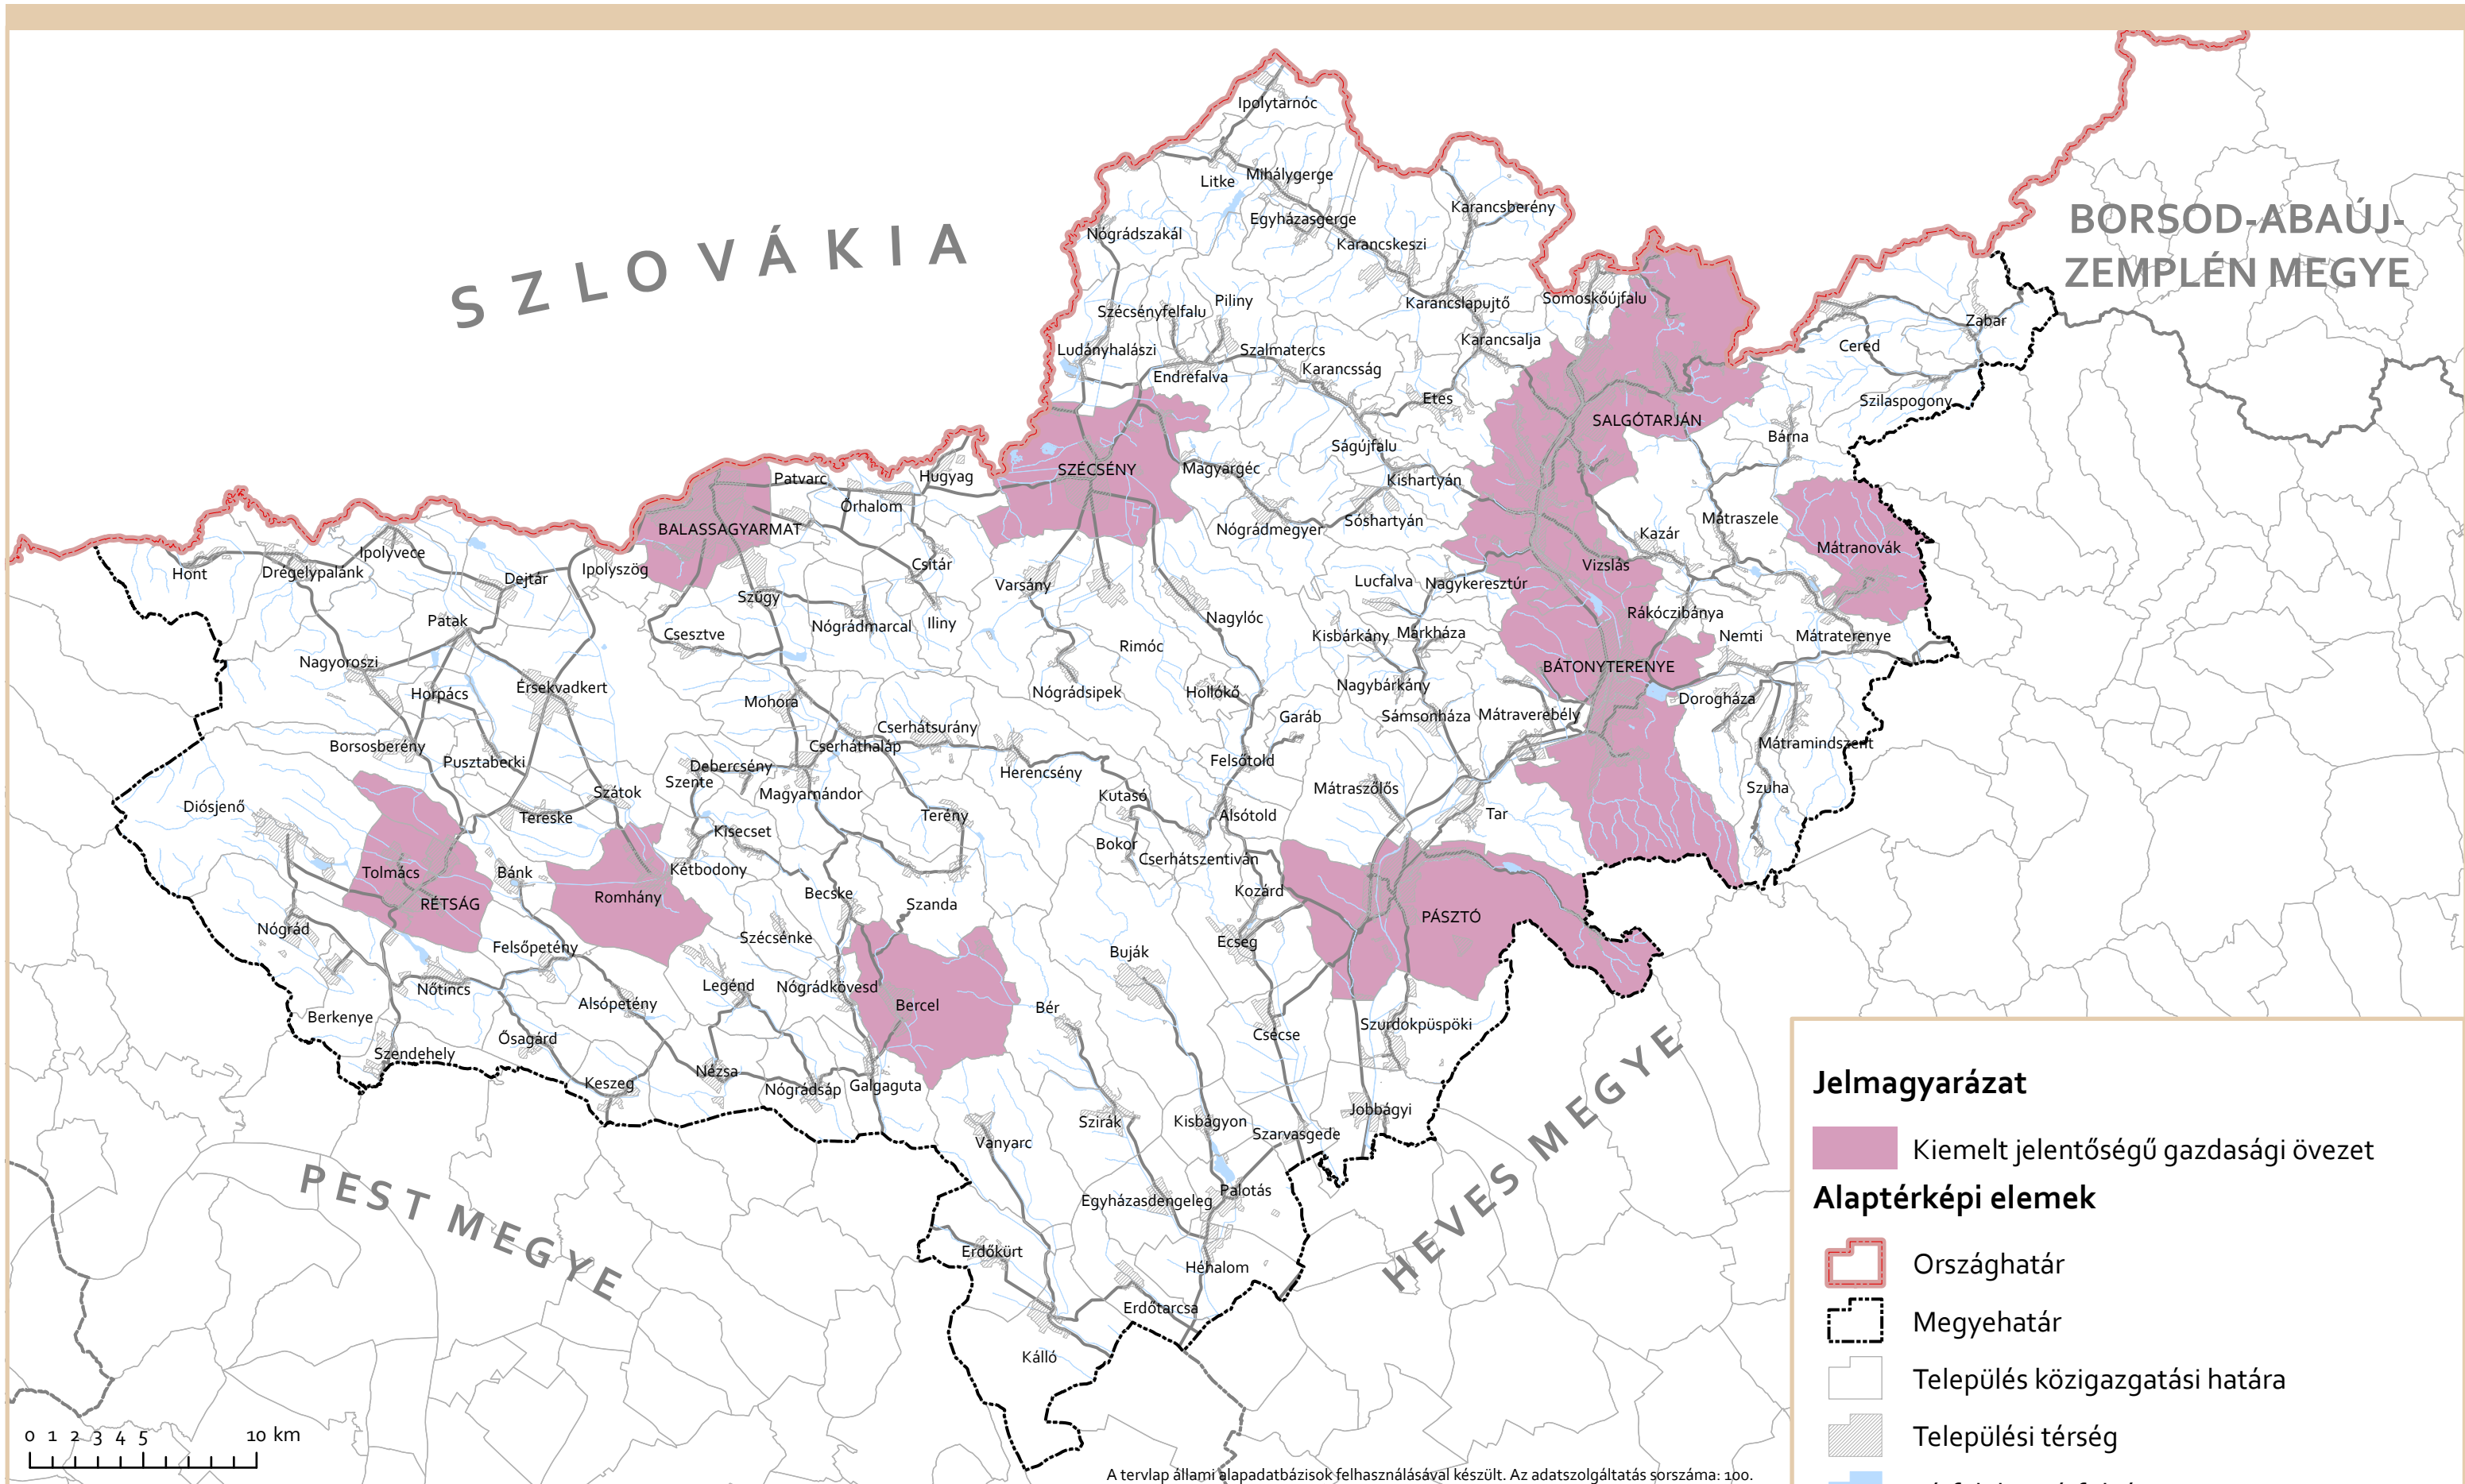 SZLOVÁKIA
BORSOD-ABAÚJ-
ZEMPLÉN MEGYE
Ipolytarnóc
Litke
Mihálygerge
Egyházasgerge
Karancsberény
Nógrádszakál
Karancskeszi
Szécsényfelfalu
Piliny
Karancslapujtő
Somoskőújfalu
Zabar
Ludányhalászi
Szalmatercs
Karancsalja
Cered
Endrefalva
Karancsság
Etes
Szilaspogony
SALGÓTARJÁN
Bárna
Ságújfalu
SZÉCSÉNY
Magyargéc
Kishartyán
Patvarc
Hugyag
Őrhalom
BALASSAGYARMAT
Nógrádmegyer
Sóshartyán
Mátraszele
Kazár
Mátranovák
Hont
Drégelypalánk
Ipolyvece
Dejtár
Ipolyszög
Csitár
Varsány
Lucfalva
Nagykeresztúr
Vizslás
Szügy
Patak
Csesztve
Nógrádmarcal
Iliny
Nagylóc
Rákóczibánya
Kisbárkány
Márkháza
Nemti
Mátraterenye
Rimóc
Nagyoroszi
Horpács
Érsekvadkert
Mohora
Nógrádsipek
Hollókő
Nagybárkány
BÁTONYTERENYE
Dorogháza
Garáb
Sámsonháza
Mátraverebély
Borsosberény
Pusztaberki
Cserhátsurány
Cserháthaláp
Mátramindszent
Debercsény
Szente
Herencsény
Felsőtold
Magyarnándor
Kutasó
Mátraszőlős
Szuha
Diósjenő
Szátok
Tereske
Terény
Alsótold
Tar
Kisecset
Bokor
Cserhátszentiván
Tolmács
Bánk
Kétbodony
Romhány
RÉTSÁG
Becske
Szanda
Kozárd
PÁSZTÓ
Nógrád
Felsőpetény
Szécsénke
Buják
Ecseg
Nőtincs
Alsópetény
Legénd
Nógrádkövesd
Bercel
Bér
Berkenye
Ősagárd
Csécse
Szurdokpüspöki
Szendehely
Keszeg
Nézsa
Nógrádsáp
Galgaguta
Vanyarc
Szirák
Kisbágyon
Szarvasgede
Jobbágyi
Egyházasdengeleg
Palotás
Erdőkürt
Héhalom
Erdőtarcsa
Kálló
PEST MEGYE
HEVES MEGYE
Jelmagyarázat
Kiemelt jelentőségű gazdasági övezet
Alaptérképi elemek
Országhatár
Megyehatár
Település közigazgatási határa
Települési térség
0 1 2 3 4 5 10 km
A tervlap állami alapadatbázisok felhasználásával készült. Az adatszolgáltatás sorszáma: 100.